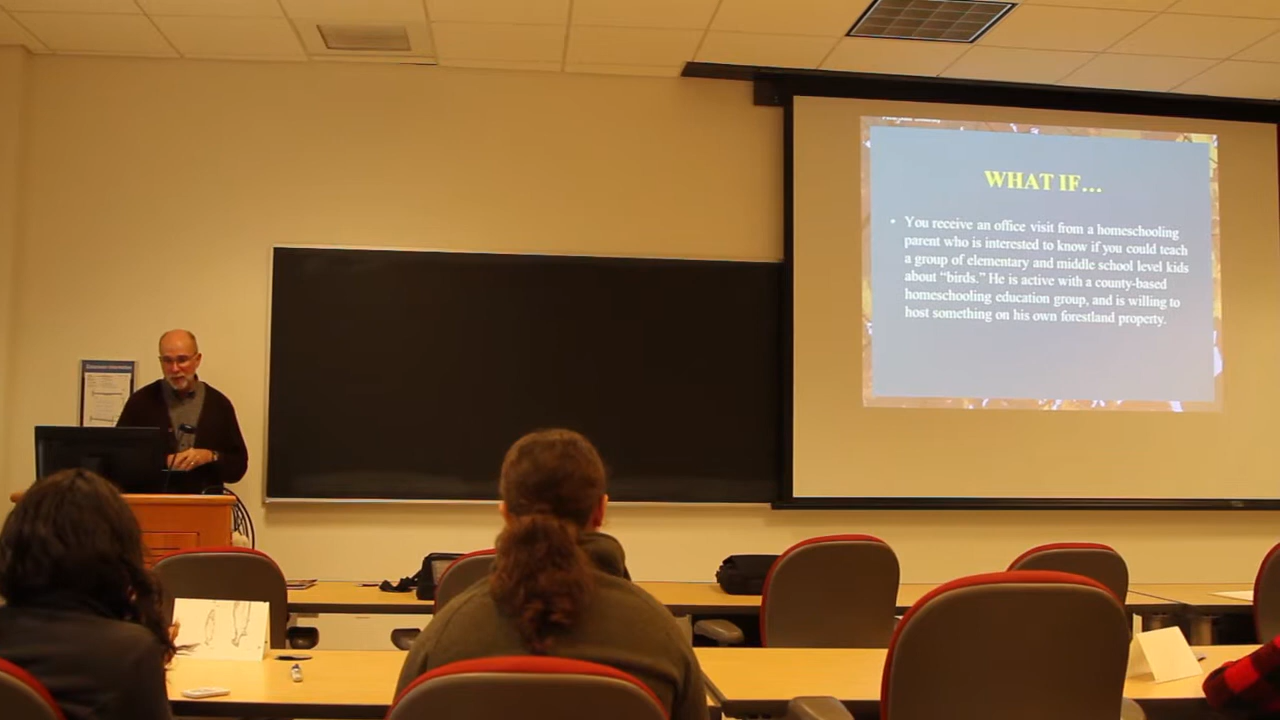 WHAT IF...
• You receive an office visit from a homeschooling
parent who is interested to know if you could teach
a group of elementary and middle school level kids
about “birds.” He is active with a county-based
homeschooling education group, and is willing to
host something on his own forestland property.